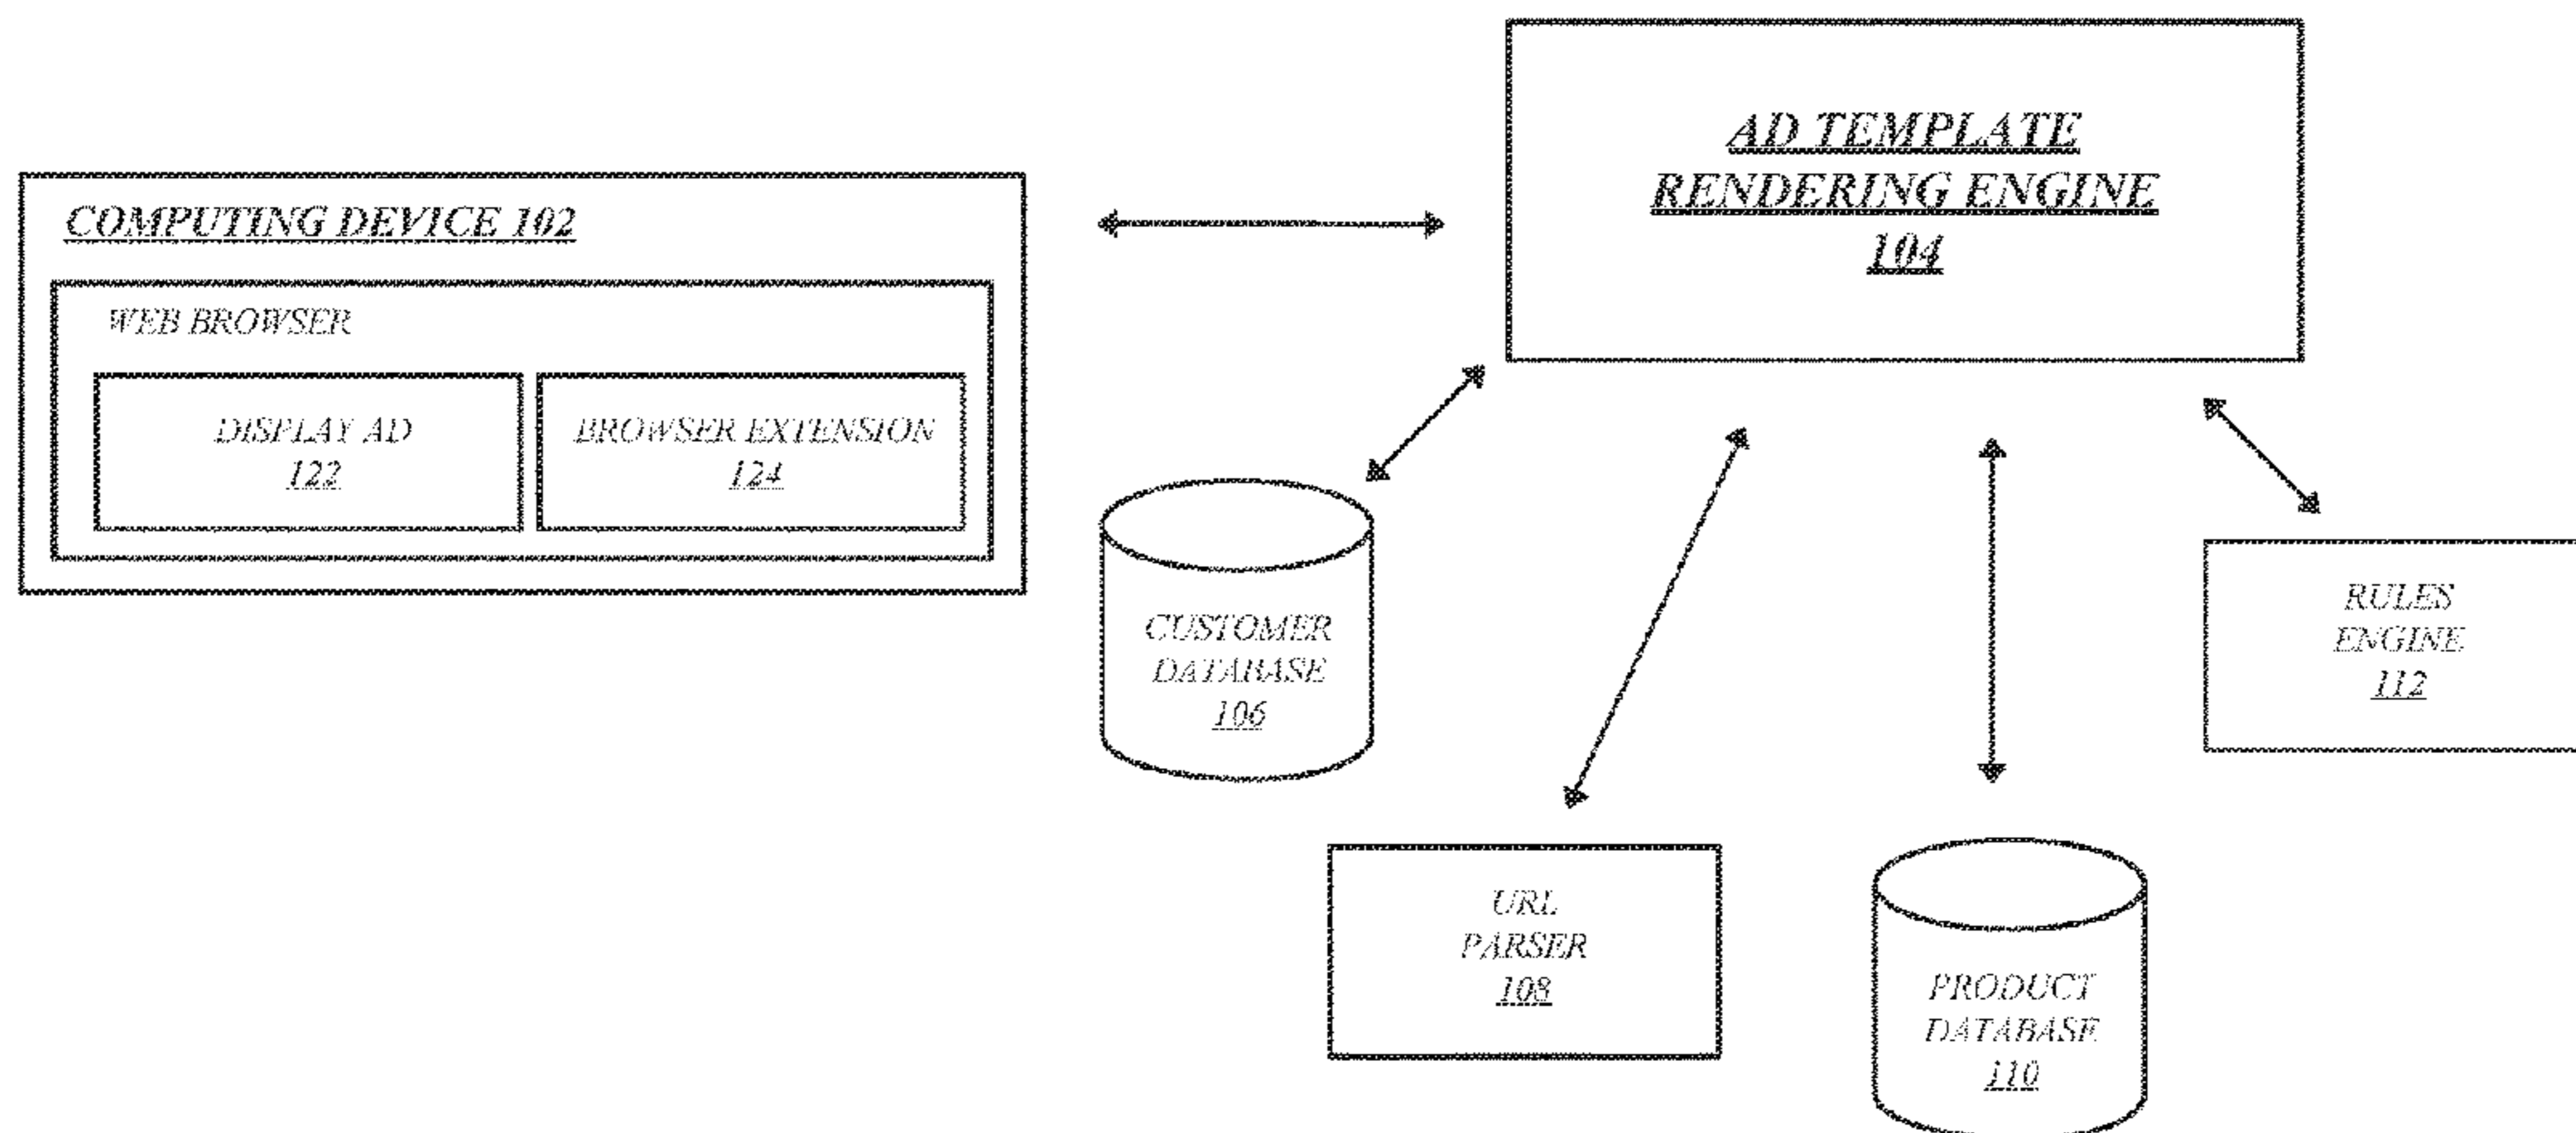 AD TEMPLATE
RENDERING ENGINE
104
COMPUTING DEVICE 102
WEB BROWSER
DISPLAY AD
122
BROWSER EXTENSION
124
CUSTOMER
DATABASE
106
RULES
ENGINE
112
URL
PARSER
108
PRODUCT
DATABASE
110